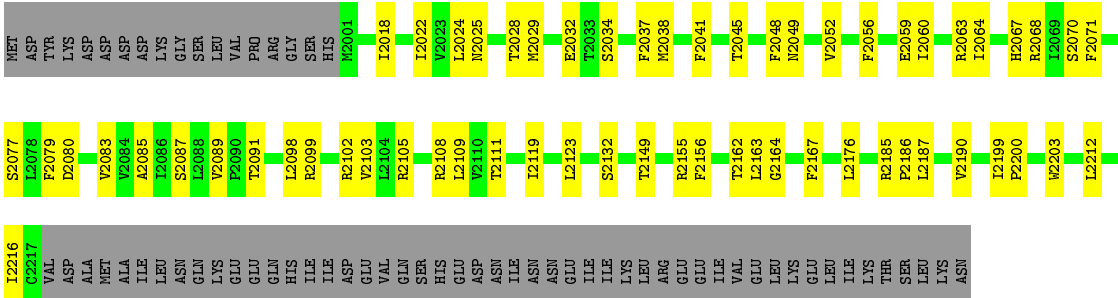 MET ASP TYR LYS ASP ASP ASP ASP LYS GLY SER LEU VAL PRO ARG GLY SER HIS M2001 I2018 I2022 V2023 L2024 N2025 T2028 M2029 E2032 T2033 S2034 F2037 M2038 F2041 T2045 F2048 N2049 V2052 F2056 E2059 I2060 R2063 I2064 H2067 R2068 I2069 S2070 F2071
S2077 L2078 F2079 D2080 V2083 V2084 A2085 I2086 S2087 L2088 V2089 P2090 T2091 L2098 R2099 R2102 V2103 L2104 R2105 R2108 L2109 V2110 T2111 I2119 L2123 S2132 T2149 R2155 F2156 T2162 L2163 G2164 F2167 L2176 R2185 P2186 L2187 V2190 I2199 P2200 W2203 L2212
I2216 C2217 VAL ASP ALA MET ALA ILE LEU ASN GLN LYS GLU GLU GLN HIS ILE ILE ASP GLU VAL GLN SER HIS GLU ASP ASN ILE ASN ASN GLU ILE ILE LYS LEU ARG GLU GLU ILE VAL GLU LEU LYS GLU LEU ILE LYS THR SER LEU LYS ASN